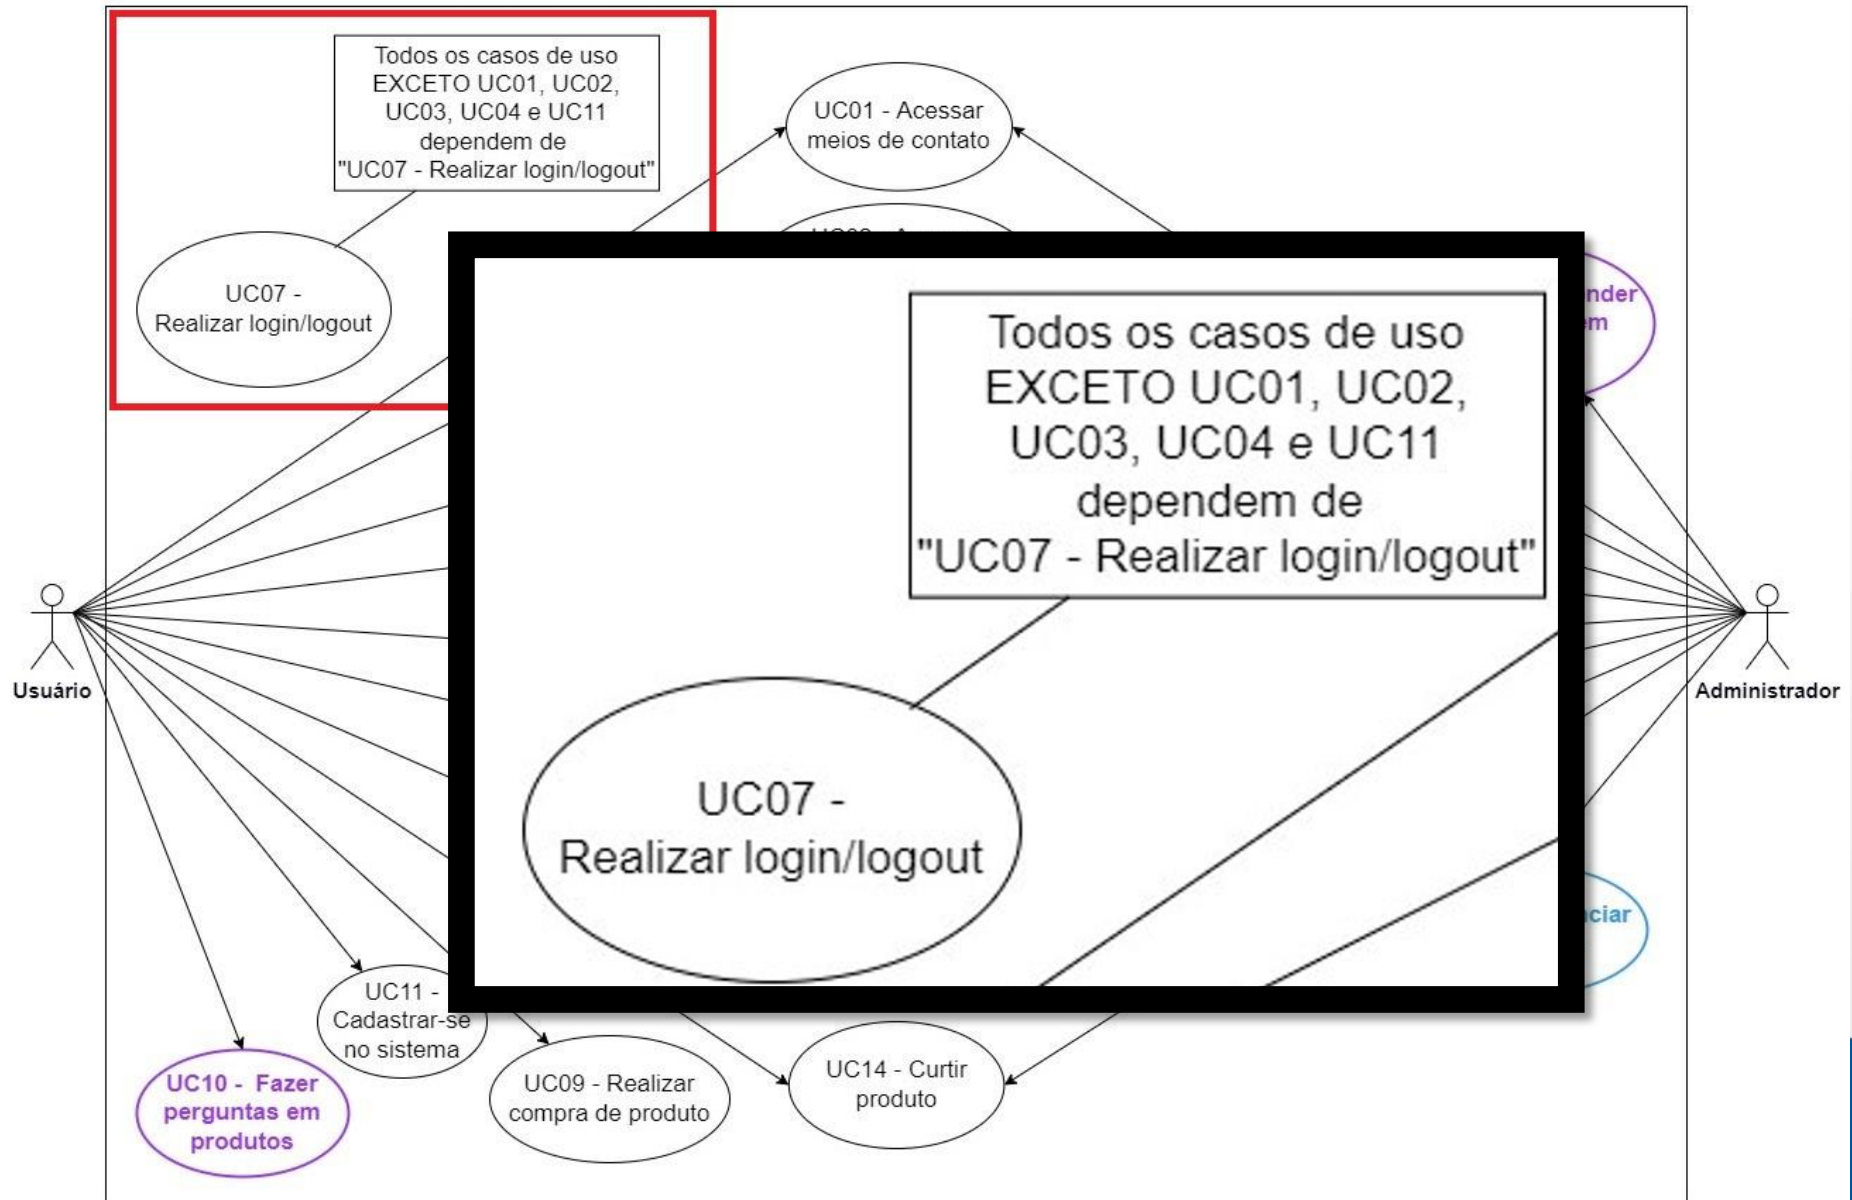 Todos os casos de uso
EXCETO UC01, UC02,
UC03, UC04 e UC11
dependem de
"UC07 - Realizar login/logout"
UC01 - Acessar
meios de contato
UC07 -
Realizar login/logout
Todos os casos de uso
EXCETO UC01, UC02,
UC03, UC04 e UC11
dependem de
"UC07 - Realizar login/logout"
UC07 -
Realizar login/logout
Usuário
Administrador
UC11 -
Cadastrar-se
no sistema
UC10 - Fazer
perguntas em
produtos
UC09 - Realizar
compra de produto
UC14 - Curtir
produto